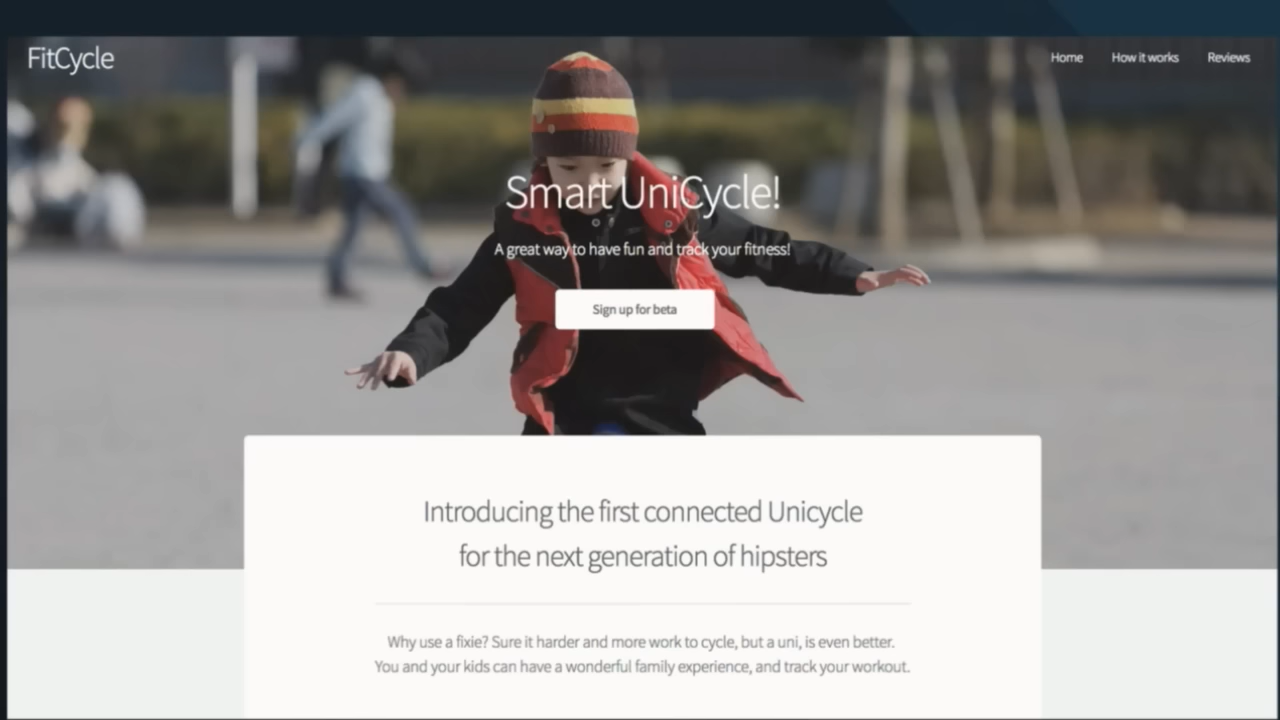 FitCycle
Home How it works Reviews
Smart UniCycle!
A great way to have fun and track your fitness!
Sign up for beta
Introducing the first connected Unicycle
for the next generation of hipsters
Why use a fixie? Sure it harder and more work to cycle, but a uni, is even better.
You and your kids can have a wonderful family experience, and track your workout.